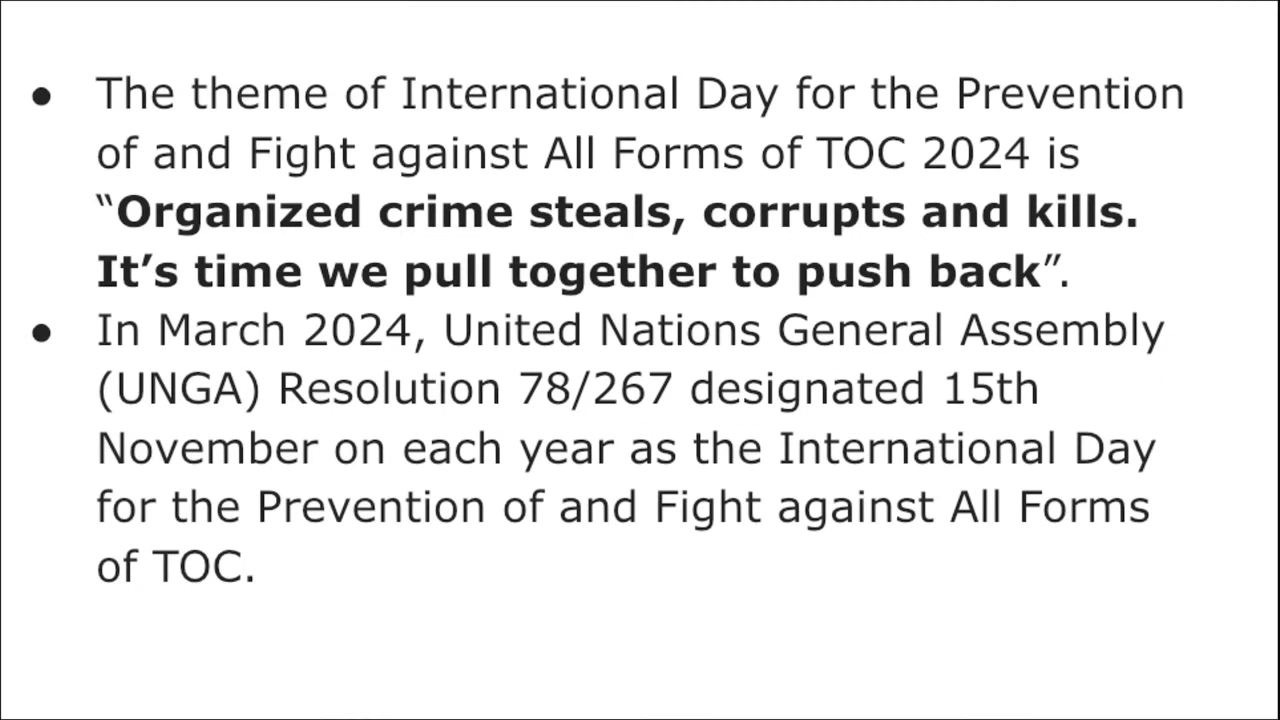 ● The theme of International Day for the Prevention
of and Fight against All Forms of TOC 2024 is
“Organized crime steals, corrupts and kills.
It’s time we pull together to push back”.
● In March 2024, United Nations General Assembly
(UNGA) Resolution 78/267 designated 15th
November on each year as the International Day
for the Prevention of and Fight against All Forms
of TOC.